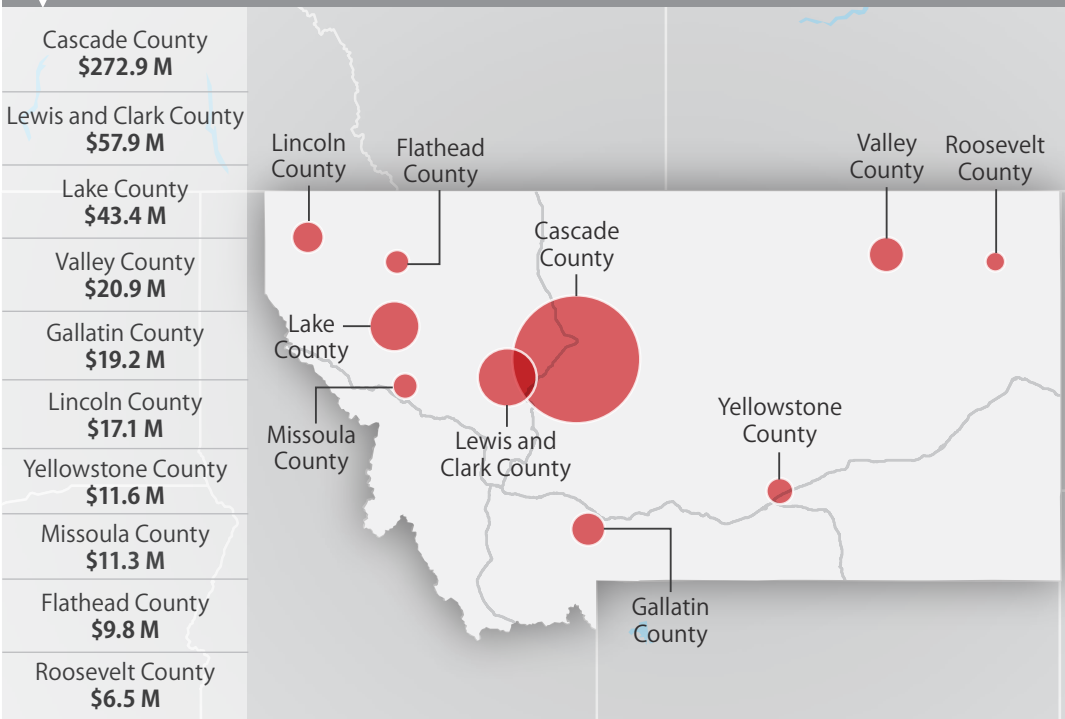 Cascade County
$272.9 M
Lewis and Clark County
$57.9 M
Lake County
$43.4 M
Valley County
$20.9 M
Gallatin County
$19.2 M
Lincoln County
$17.1 M
Yellowstone County
$11.6 M
Missoula County
$11.3 M
Flathead County
$9.8 M
Roosevelt County
$6.5 M
Lincoln
County
Flathead
County
Valley
County
Roosevelt
County
Cascade
County
Lake
County
Missoula
County
Lewis and
Clark County
Yellowstone
County
Gallatin
County